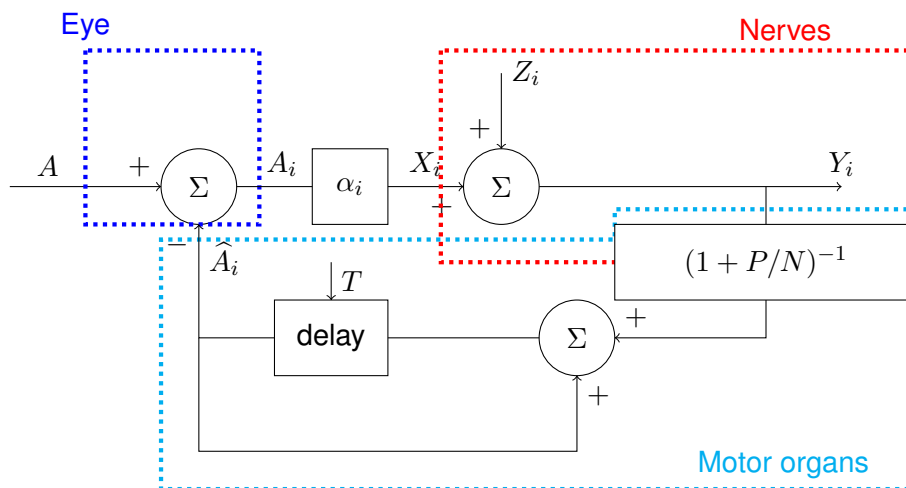 Eye
Nerves
Z_i
+
A
+
Σ
A_i
α_i
X_i
+
Σ
Y_i
−
Â_i
(1 + P/N)^{-1}
T
delay
Σ
+
+
Motor organs